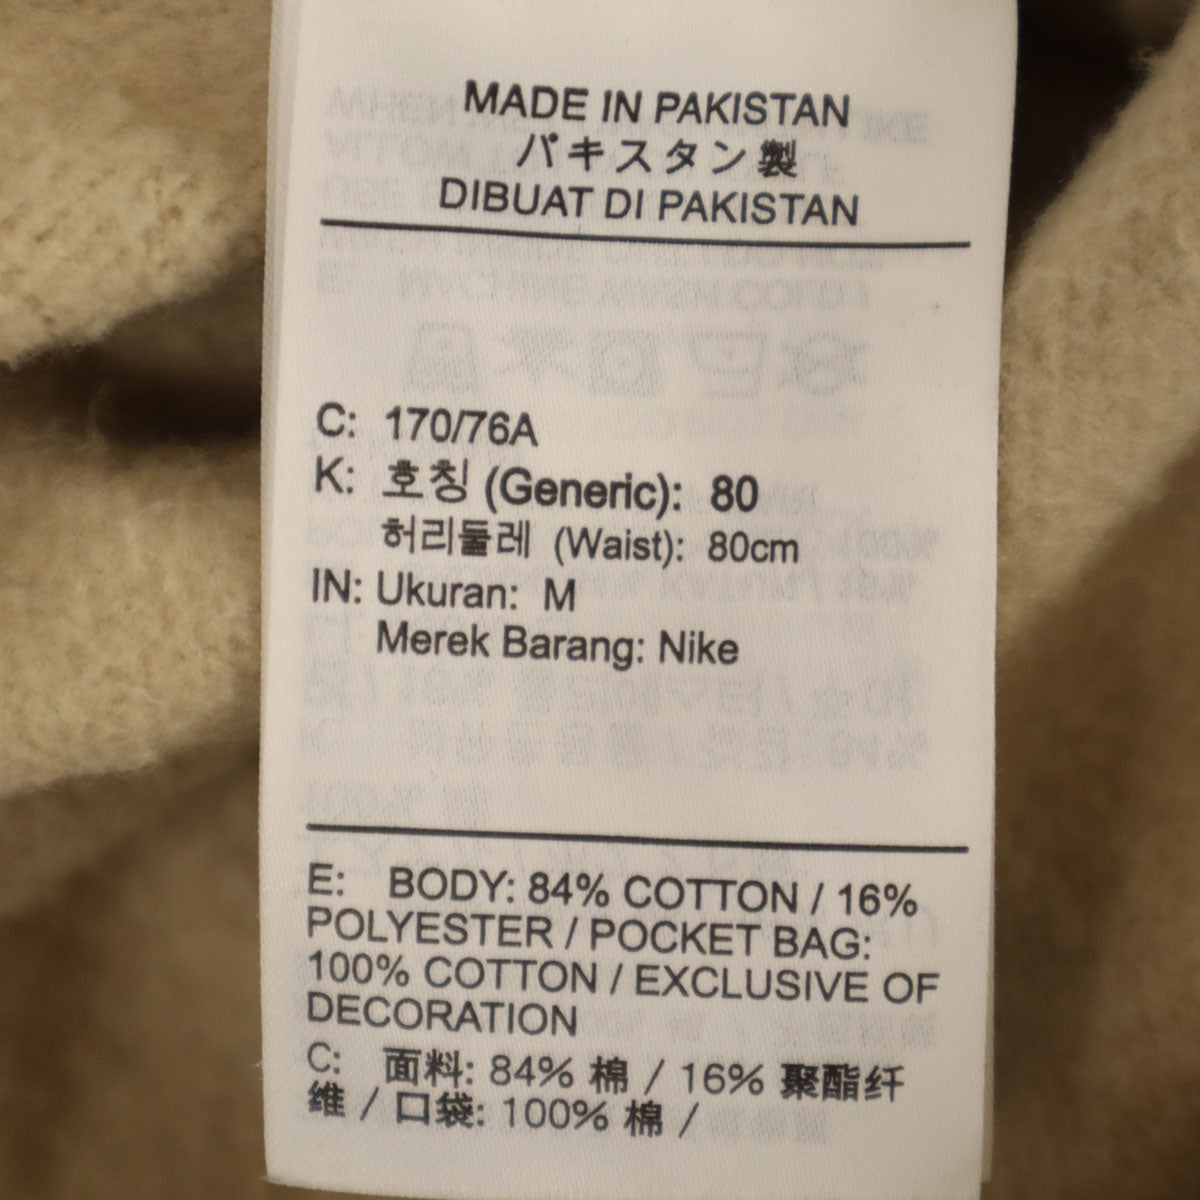 MADE IN PAKISTAN
パキスタン製
DIBUAT DI PAKISTAN
C: 170/76A
K: 호칭 (Generic): 80
허리둘레 (Waist): 80cm
IN: Ukuran: M
Merek Barang: Nike
E: BODY: 84% COTTON / 16%
POLYESTER / POCKET BAG:
100% COTTON / EXCLUSIVE OF
DECORATION
C: 面料: 84% 棉 / 16% 聚酯纤
维 / 口袋: 100% 棉 /